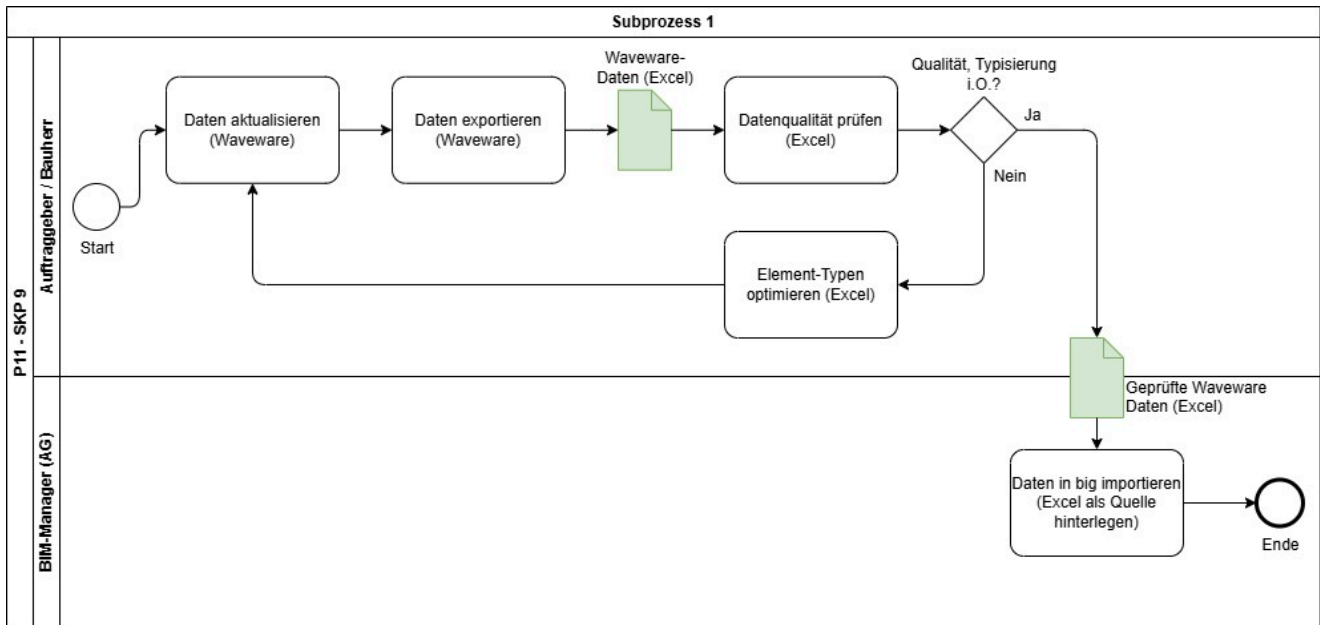 Subprozess 1
P11 - SKP 9
Auftraggeber / Bauherr
Start
Daten aktualisieren
(Waveware)
Daten exportieren
(Waveware)
Waveware-
Daten (Excel)
Datenqualität prüfen
(Excel)
Qualität, Typisierung
i.O.?
Ja
Nein
Element-Typen
optimieren (Excel)
Geprüfte Waveware
Daten (Excel)
BIM-Manager (AG)
Daten in big importieren
(Excel als Quelle
hinterlegen)
Ende